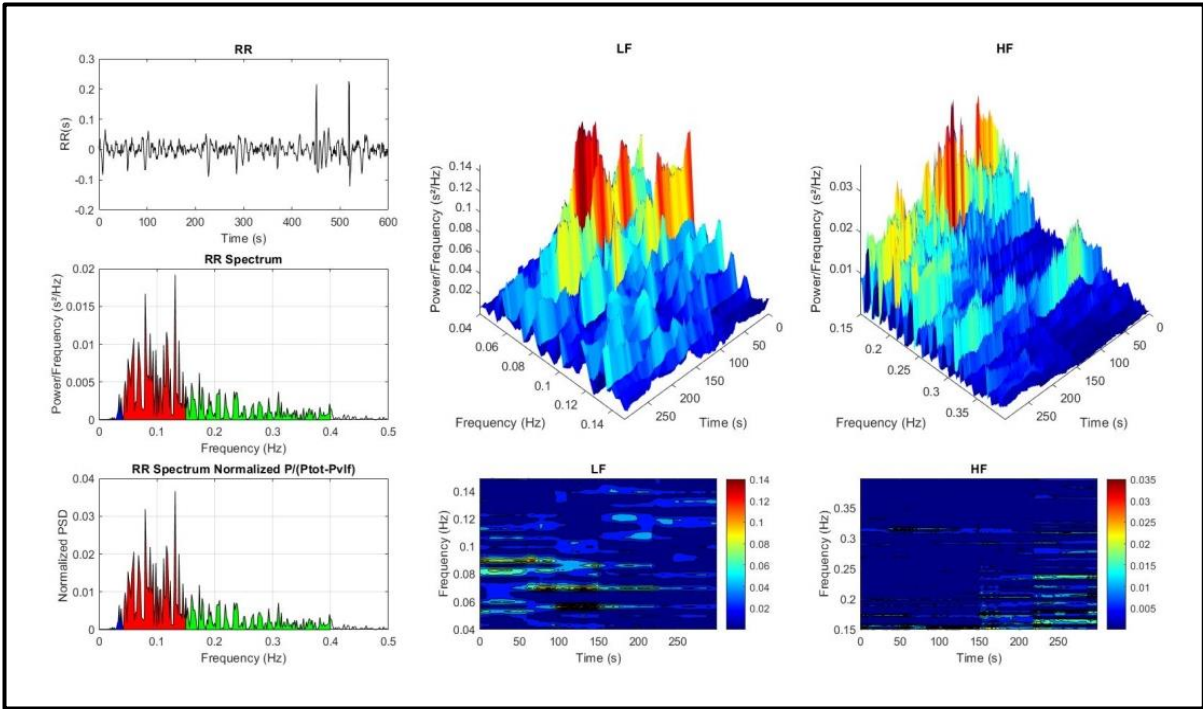 RR
0.3
0.2
0.1
0
-0.1
-0.2
RR(s)
0 100 200 300 400 500 600
Time (s)
RR Spectrum
0.02
0.015
0.01
0.005
0
Power/Frequency (s²/Hz)
0 0.1 0.2 0.3 0.4 0.5
Frequency (Hz)
RR Spectrum Normalized P/(Ptot-Pvlf)
0.04
0.03
0.02
0.01
0
Normalized PSD
0 0.1 0.2 0.3 0.4 0.5
Frequency (Hz)
LF
0.14
0.12
0.1
0.08
0.06
0.04
0.02
Power/Frequency (s²/Hz)
0.04
0.06
0.08
0.1
0.12
0.14
Frequency (Hz)
0
50
100
150
200
250
Time (s)
HF
0.03
0.02
0.01
Power/Frequency (s²/Hz)
0.15
0.2
0.25
0.3
0.35
Frequency (Hz)
0
50
100
150
200
250
Time (s)
LF
0.14
0.12
0.1
0.08
0.06
0.04
Frequency (Hz)
0 50 100 150 200 250
Time (s)
0.14
0.12
0.1
0.08
0.06
0.04
0.02
HF
0.35
0.3
0.25
0.2
0.15
Frequency (Hz)
0 50 100 150 200 250
Time (s)
0.035
0.03
0.025
0.02
0.015
0.01
0.005